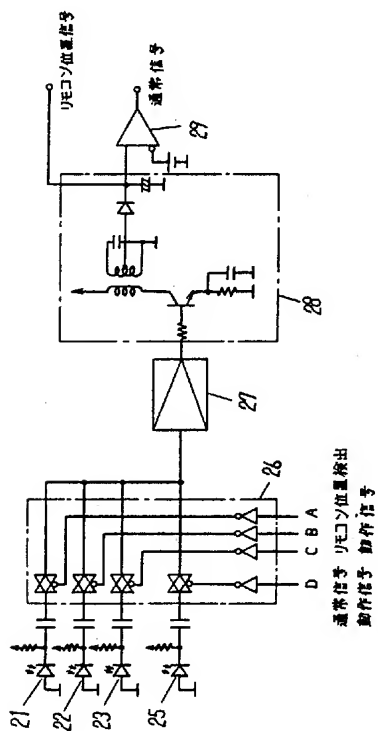 リモコン位置信号
通常信号
29
28
27
26
A
B
C
D
リモコン位置検出
動作信号
通常信号
動作信号
21
22
23
25